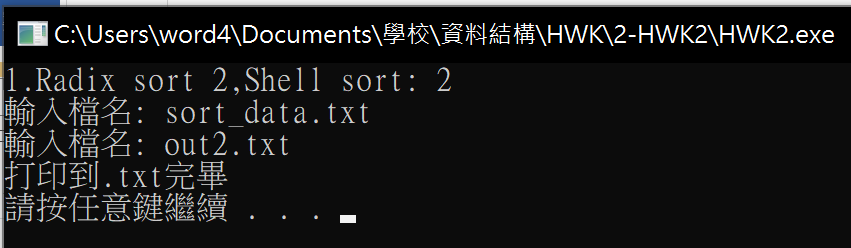 C:\Users\word4\Documents\學校\資料結構\HWK\2-HWK2\HWK2.exe
1.Radix sort 2,Shell sort: 2
輸入檔名: sort_data.txt
輸入檔名: out2.txt
打印到.txt完畢
請按任意鍵繼續 . . .